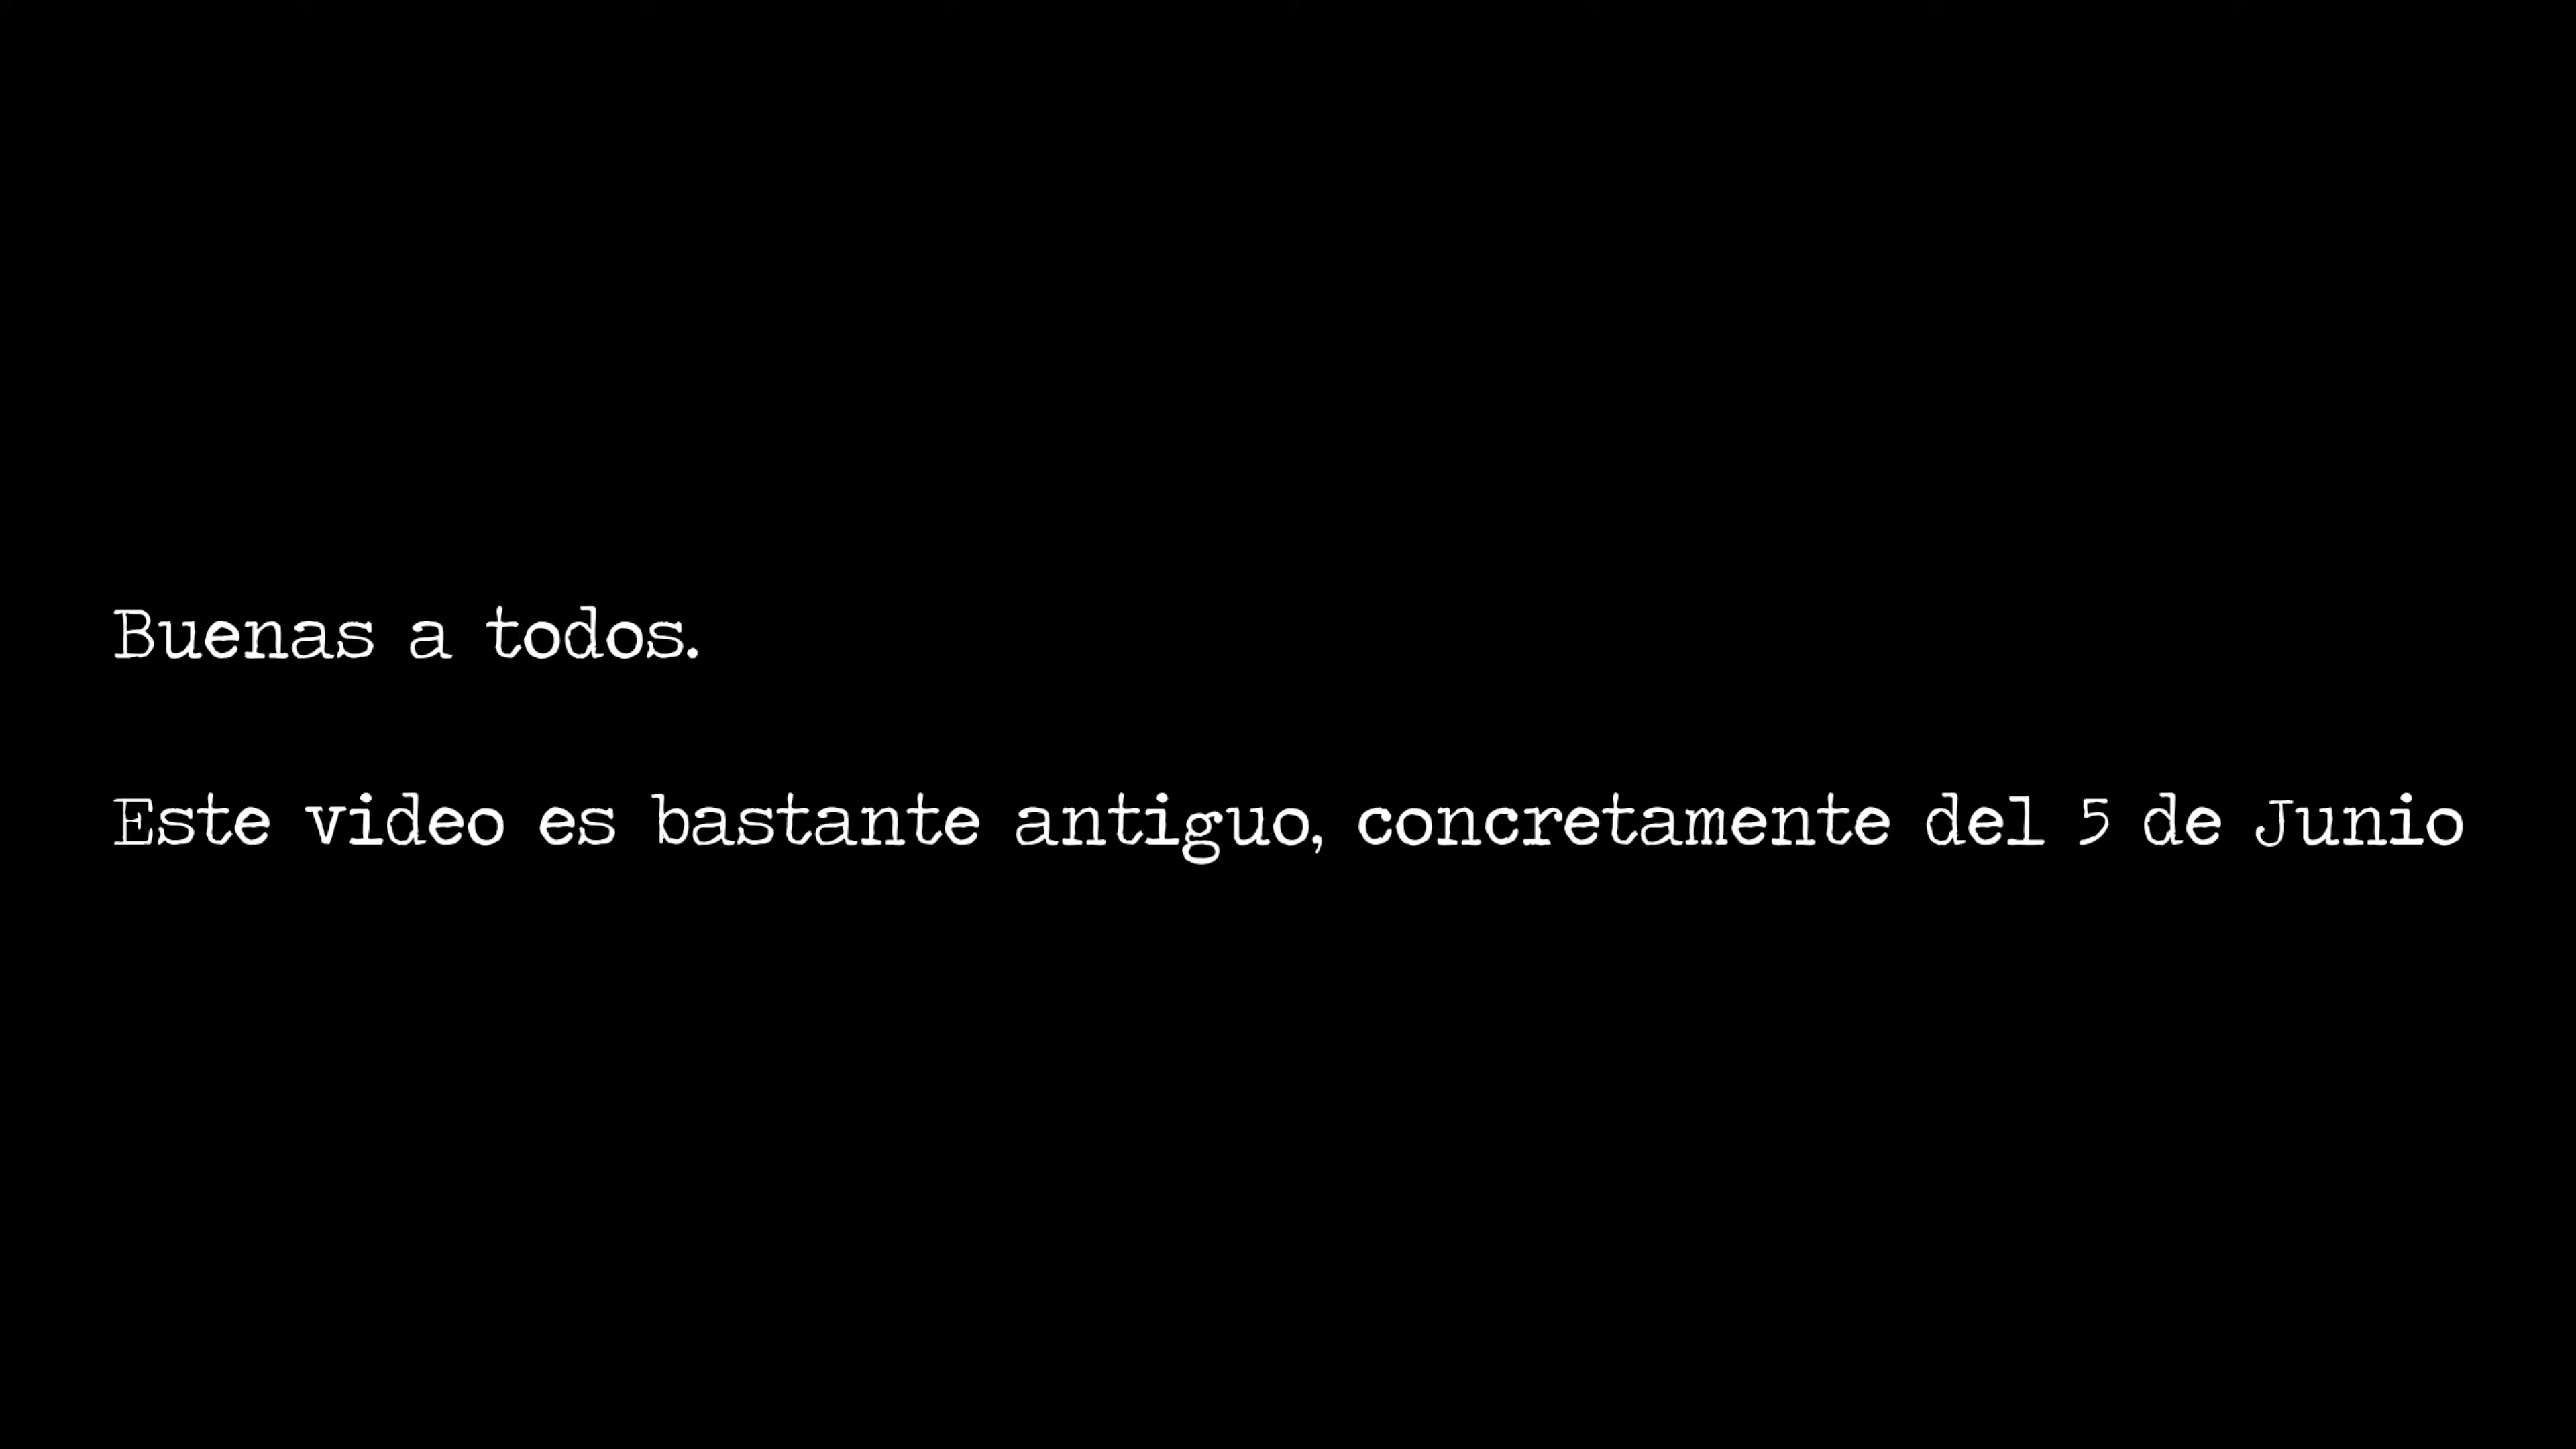 Buenas a todos.
Este video es bastante antiguo, concretamente del 5 de Junio